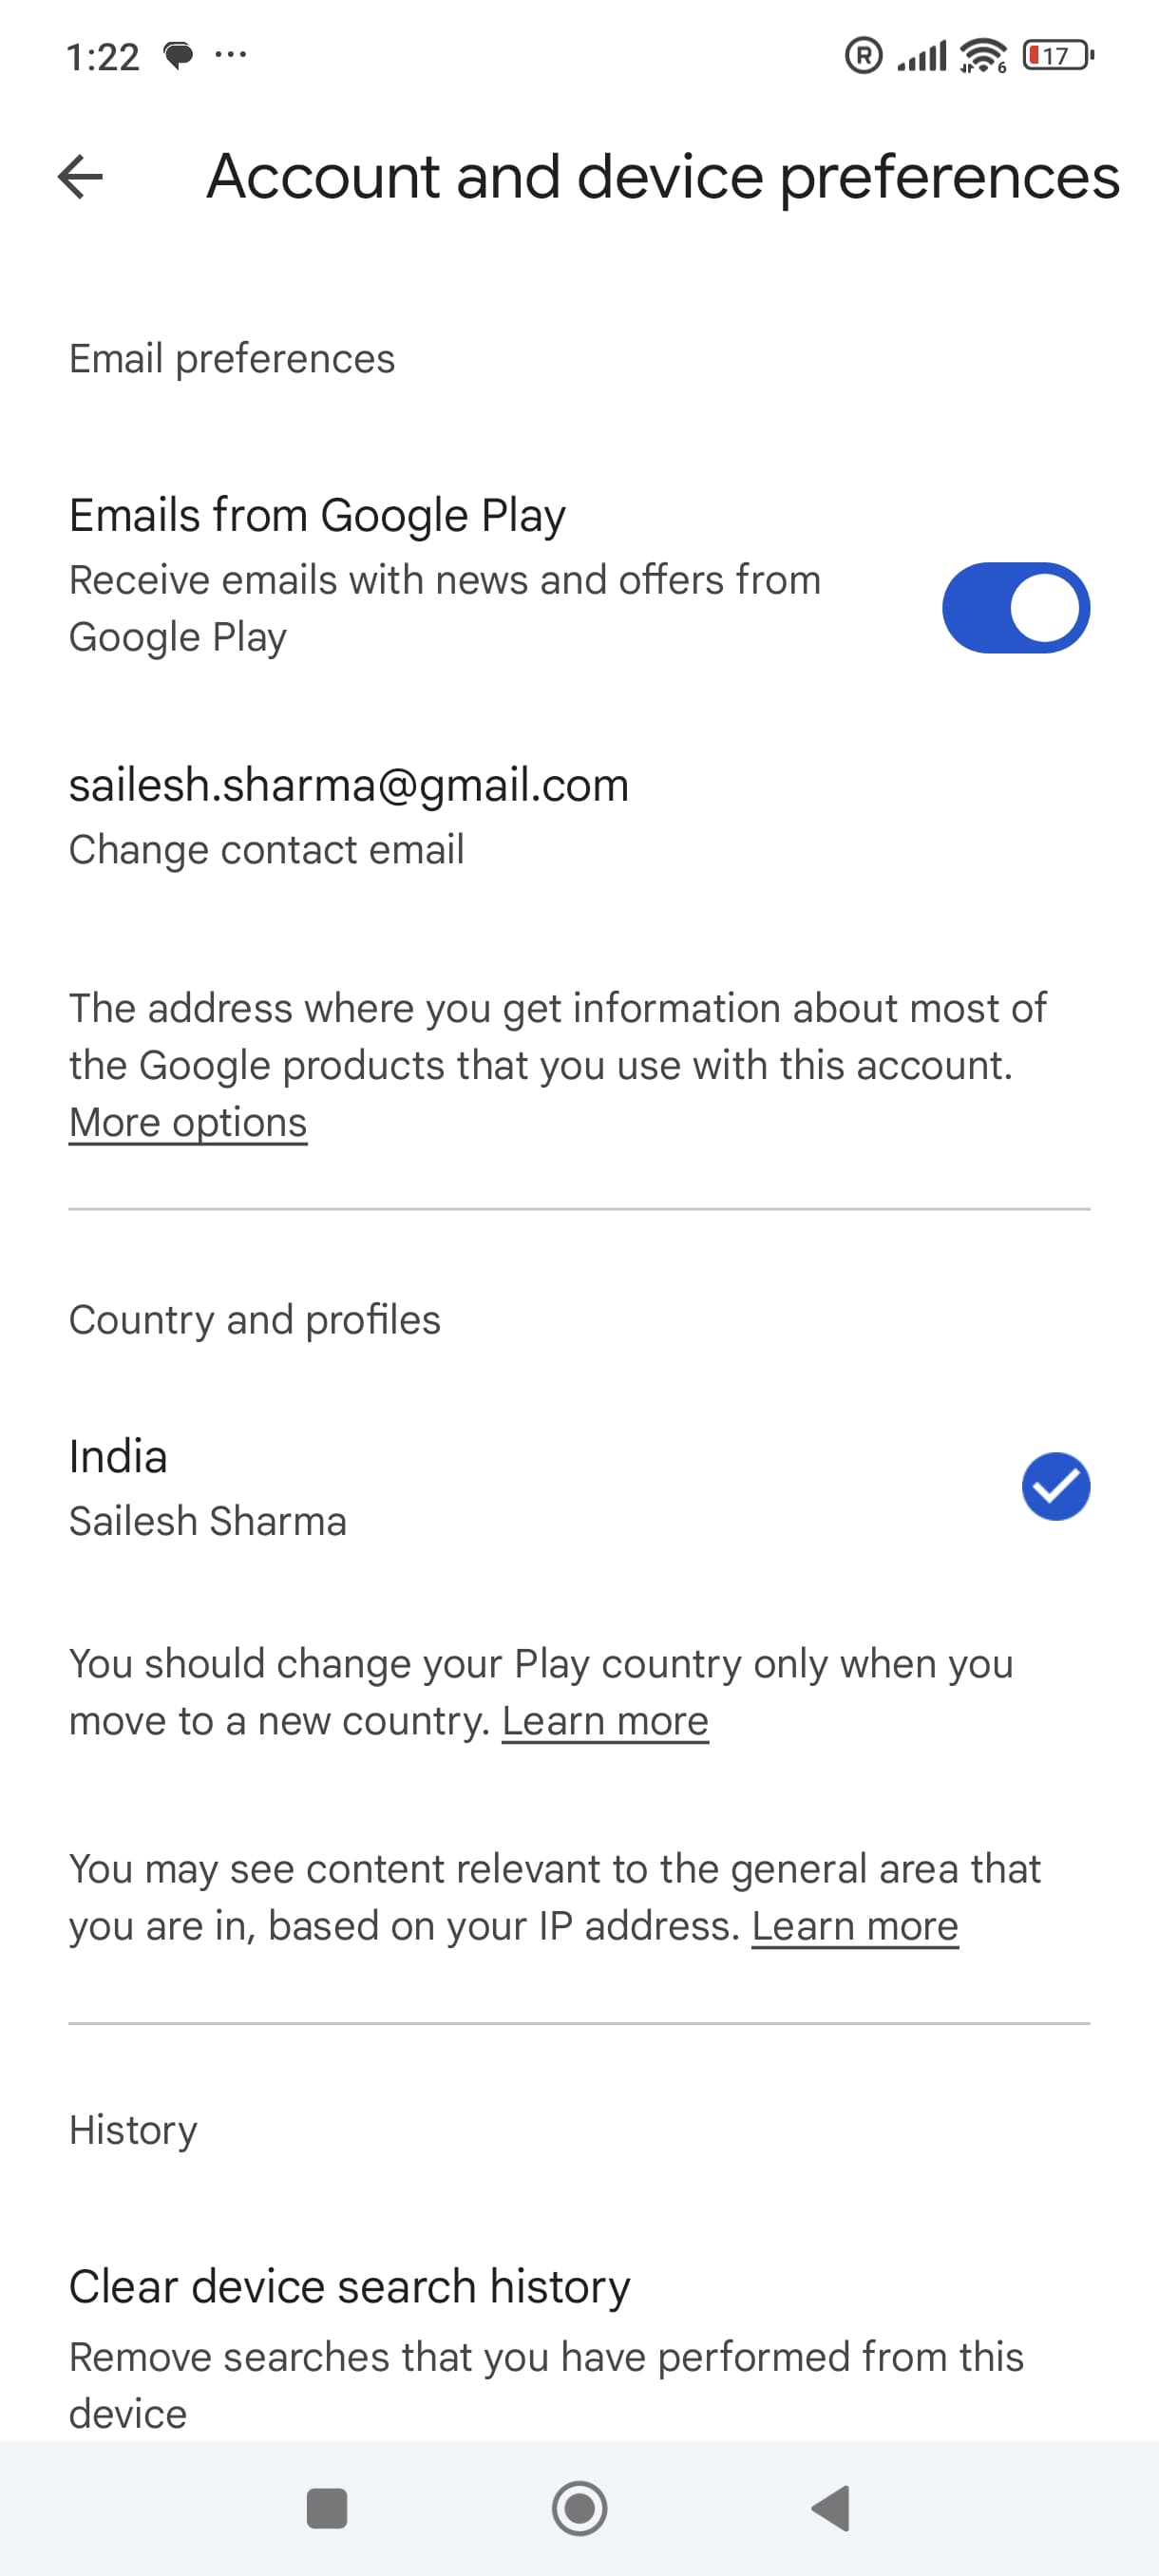 1:22 ...
R 6 17
Account and device preferences
Email preferences
Emails from Google Play
Receive emails with news and offers from
Google Play
sailesh.sharma@gmail.com
Change contact email
The address where you get information about most of
the Google products that you use with this account.
More options
Country and profiles
India
Sailesh Sharma
You should change your Play country only when you
move to a new country. Learn more
You may see content relevant to the general area that
you are in, based on your IP address. Learn more
History
Clear device search history
Remove searches that you have performed from this
device